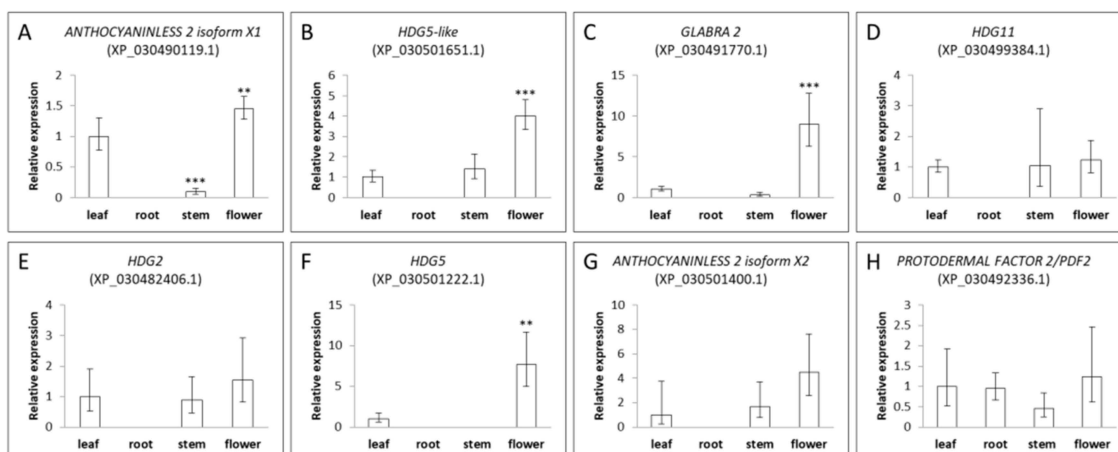 A
ANTHOCYANINLESS 2 isoform X1
(XP_030490119.1)
Relative expression
2
1.5
1
0.5
0
***
**
leaf root stem flower
B
HDG5-like
(XP_030501651.1)
Relative expression
6
5
4
3
2
1
0
***
leaf root stem flower
C
GLABRA 2
(XP_030491770.1)
Relative expression
15
10
5
0
***
leaf root stem flower
D
HDG11
(XP_030499384.1)
Relative expression
4
3
2
1
0
leaf root stem flower
E
HDG2
(XP_030482406.1)
Relative expression
4
3
2
1
0
leaf root stem flower
F
HDG5
(XP_030501222.1)
Relative expression
15
10
5
0
**
leaf root stem flower
G
ANTHOCYANINLESS 2 isoform X2
(XP_030501400.1)
Relative expression
10
8
6
4
2
0
leaf root stem flower
H
PROTODERMAL FACTOR 2/PDF2
(XP_030492336.1)
Relative expression
3
2.5
2
1.5
1
0.5
0
leaf root stem flower